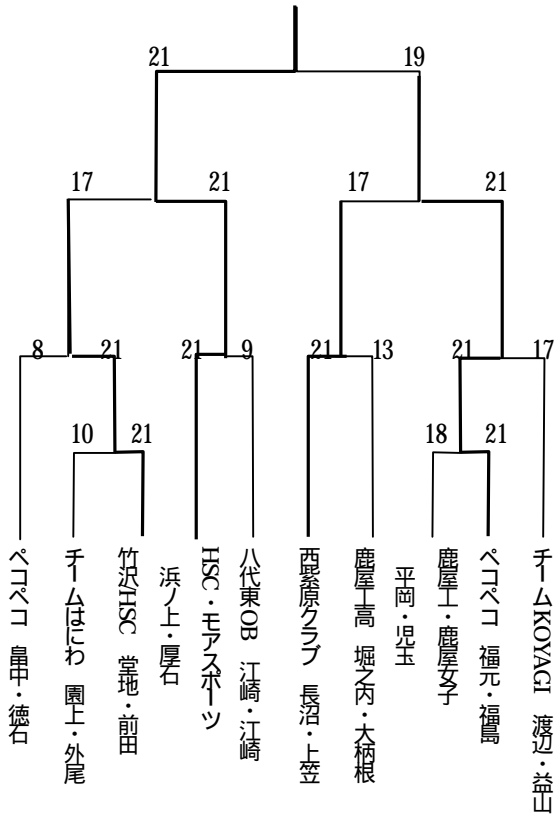 21 19
17 21 17 21
8 21 21 9 21 13 21 17
10 21 18 21
ペコペコ 畠中・徳石
チームはにわ 園上・外尾
竹沢HSC 堂地・前田
浜ノ上・厚石
HSC・モアスポーツ
八代東OB 江崎・江崎
西紫原クラブ 長沼・上笠
鹿屋工高 堀之内・大柄根
平岡・児玉
鹿屋工・鹿屋女子
ペコペコ 福元・福島
チームKOYAGI 渡辺・益山